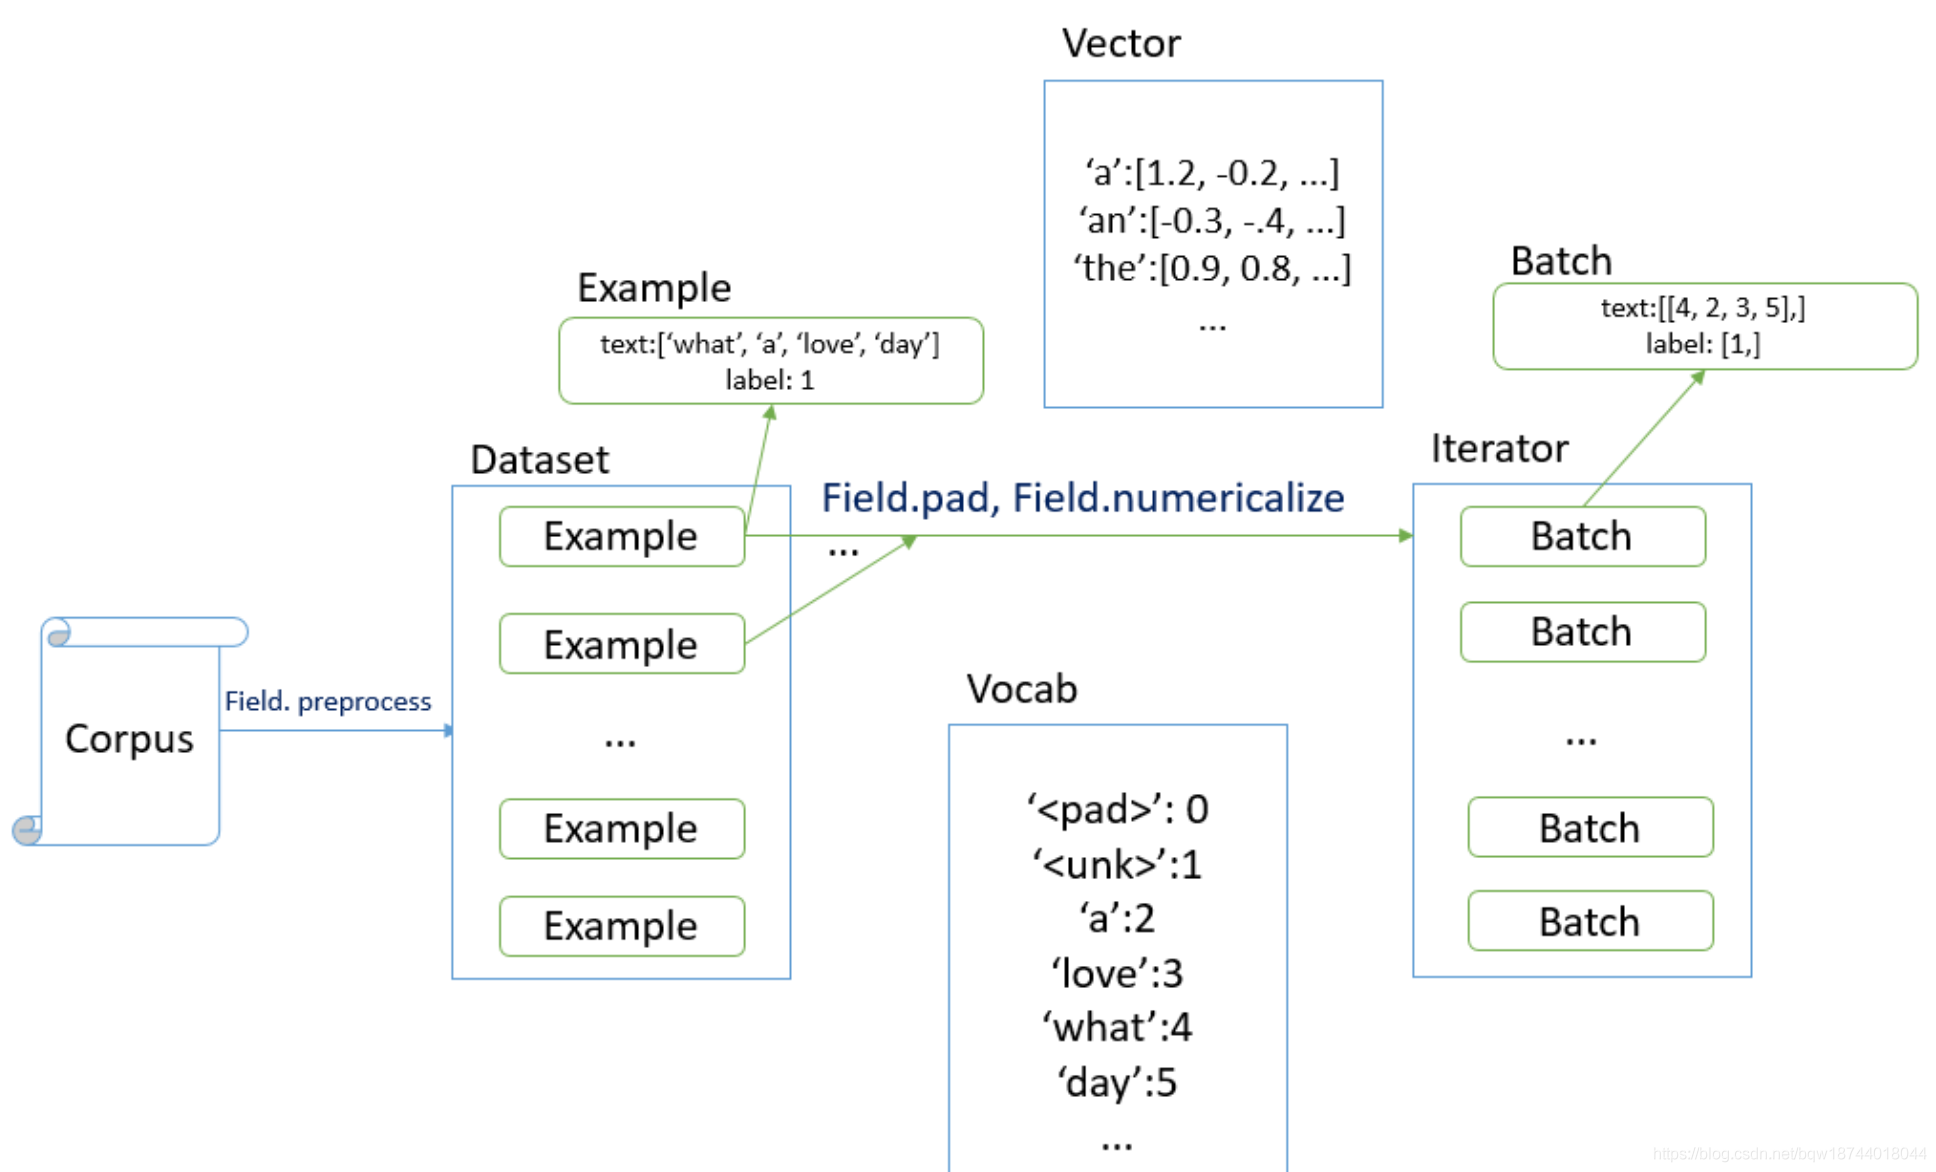 Vector
‘a’:[1.2, -0.2, ...]
‘an’:[-0.3, -.4, ...]
‘the’:[0.9, 0.8, ...]
...
Example
text:[‘what’, ‘a’, ‘love’, ‘day’]
label: 1
Batch
text:[[4, 2, 3, 5],]
label: [1,]
Dataset
Example
Example
...
Example
Example
Field.pad, Field.numericalize
...
Iterator
Batch
Batch
...
Batch
Batch
Corpus
Field. preprocess
Vocab
‘<pad>’: 0
‘<unk>’:1
‘a’:2
‘love’:3
‘what’:4
‘day’:5
...
https://blog.csdn.net/bqw18744018044